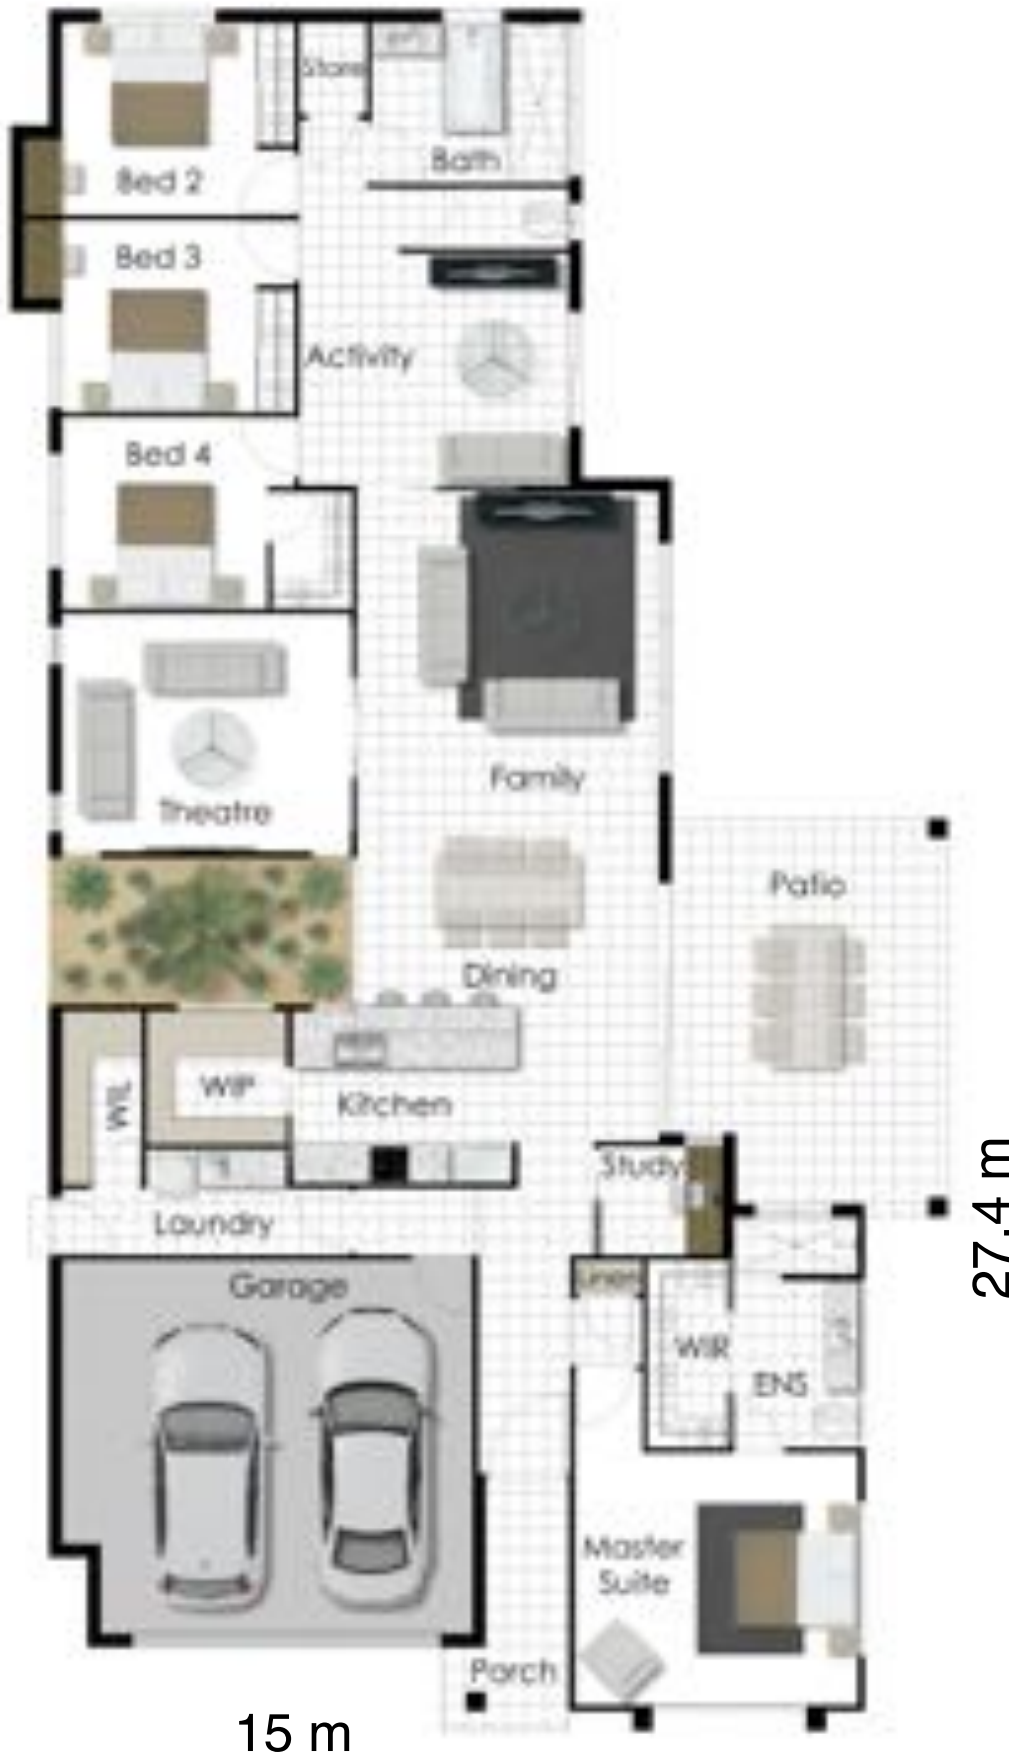 Store
Bath
Bed 2
Bed 3
Activity
Bed 4
Family
Theatre
Patio
Dining
WIL
WIP
Kitchen
Study
27.4 m
Laundry
Garage
Linen
WIR
ENS
Master
Suite
Porch
15 m